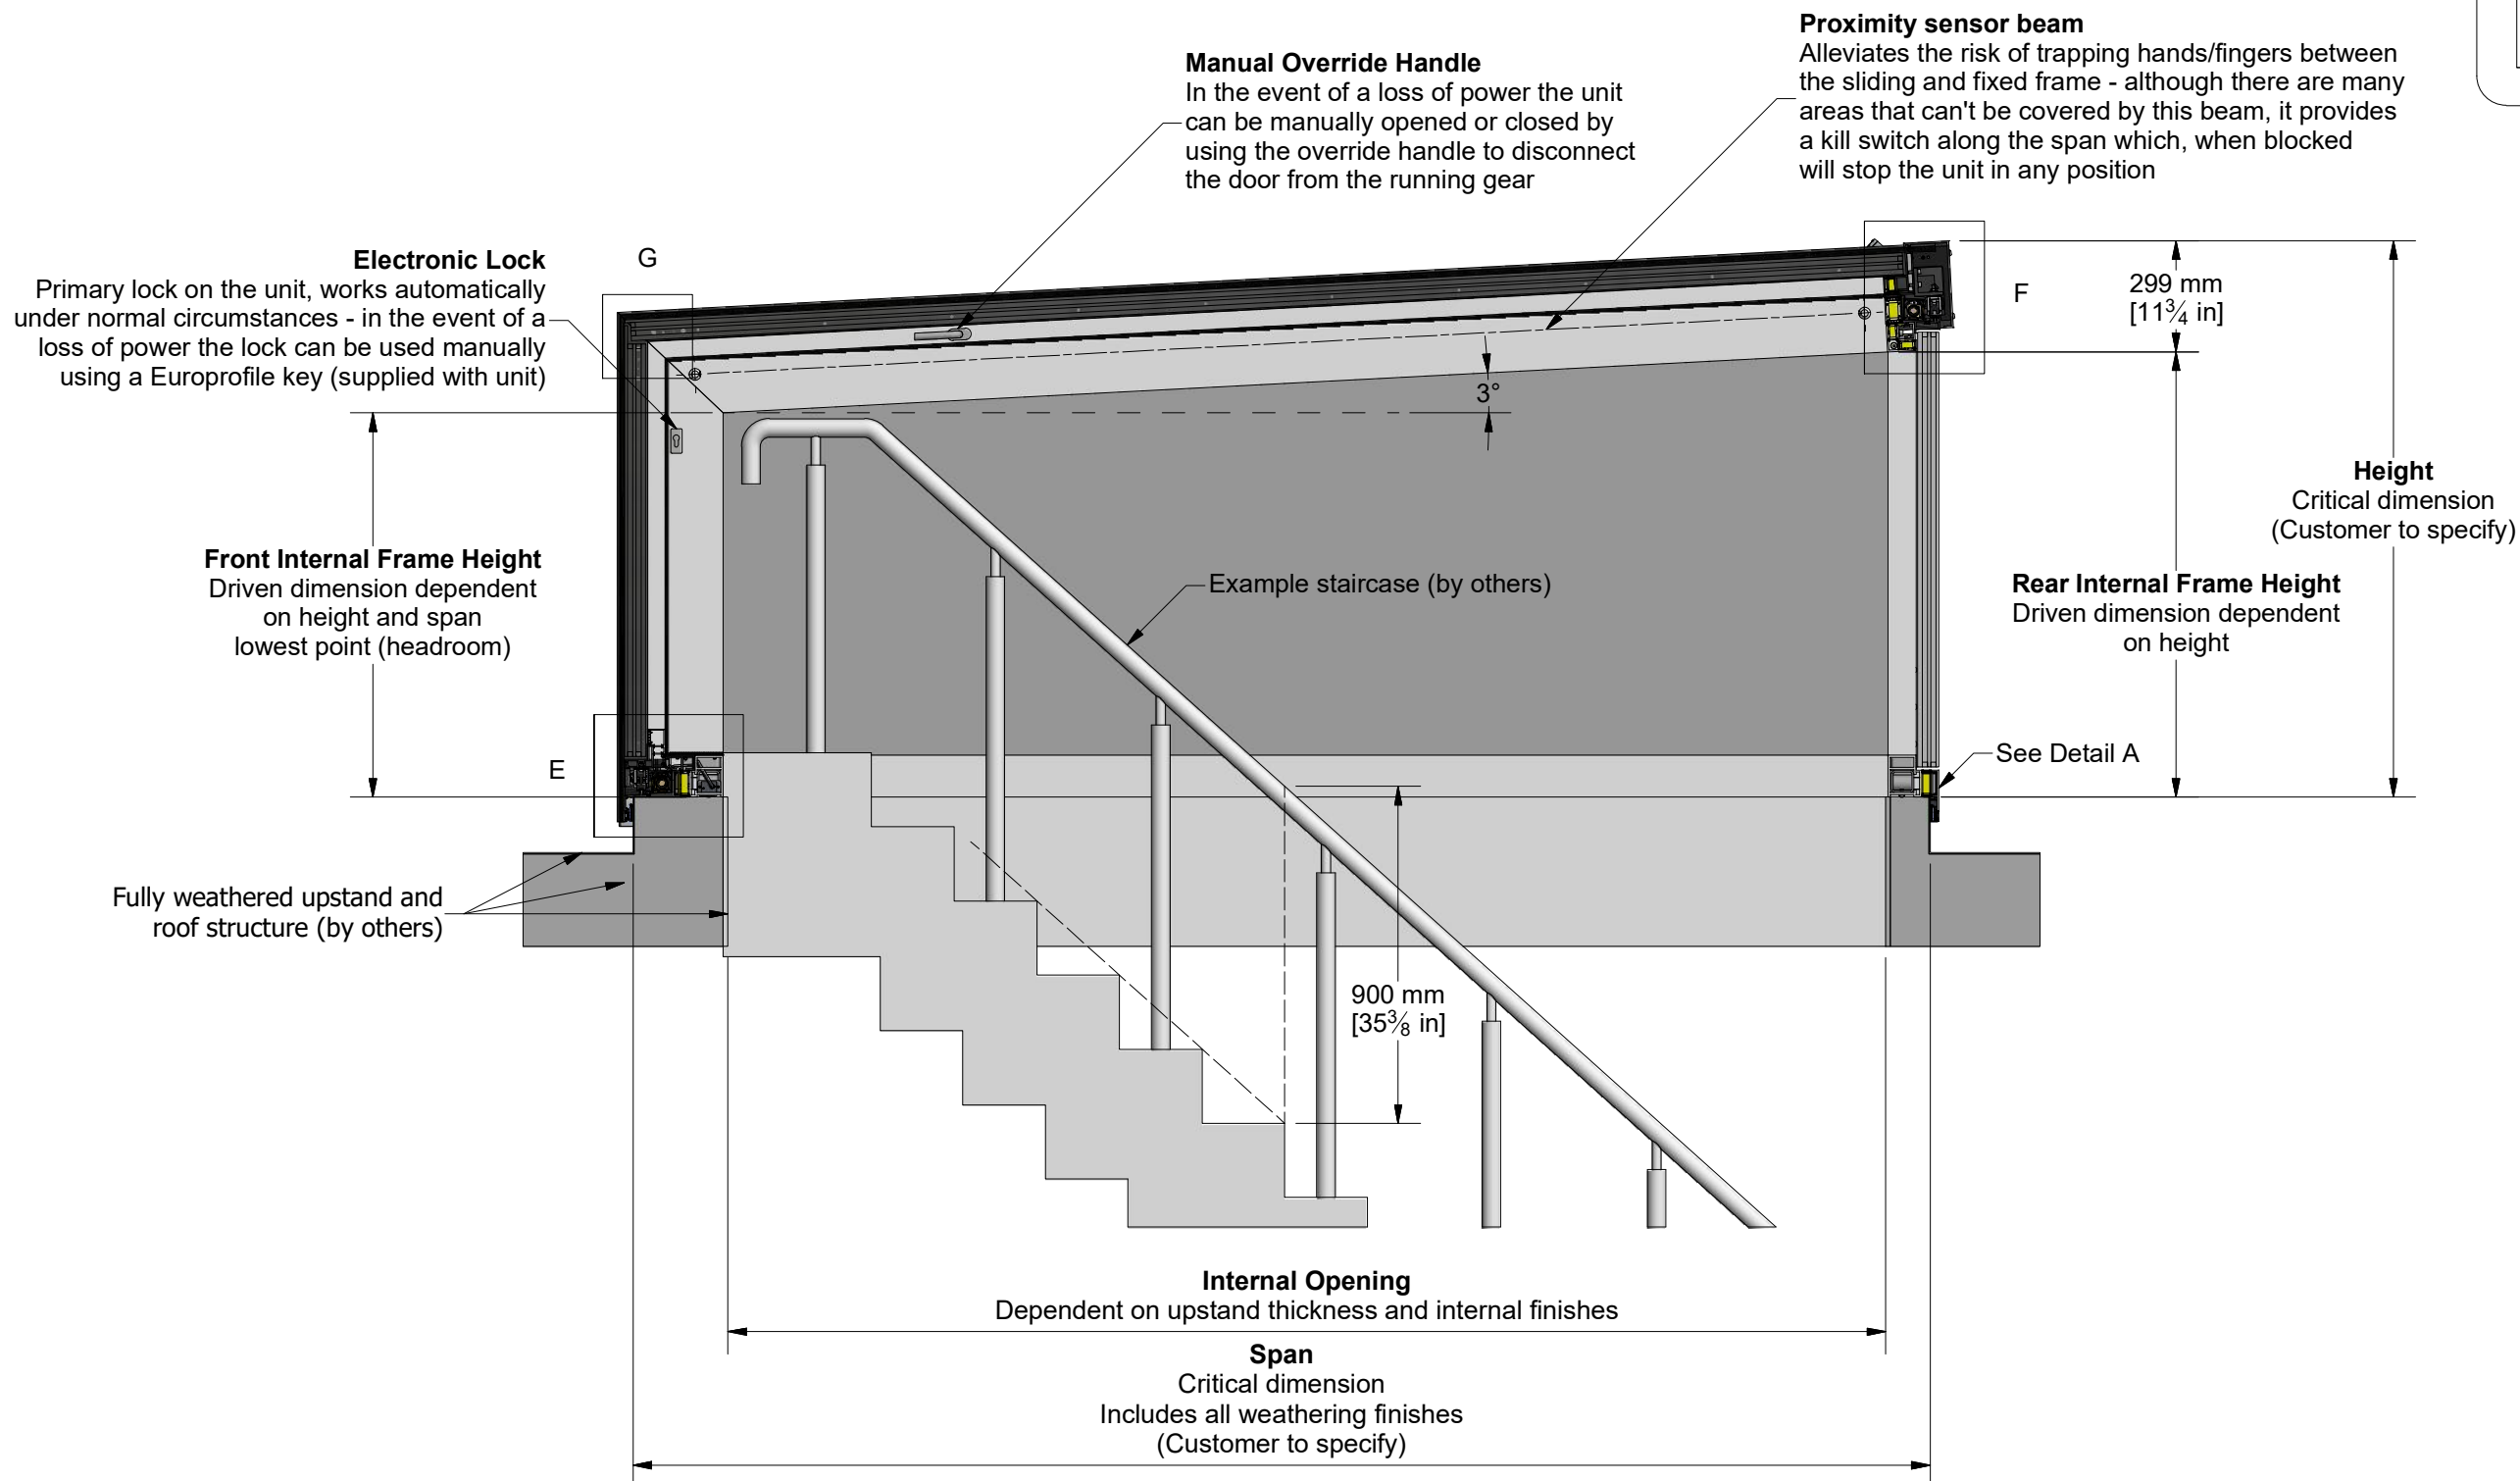 Proximity sensor beam
Alleviates the risk of trapping hands/fingers between
the sliding and fixed frame - although there are many
areas that can't be covered by this beam, it provides
a kill switch along the span which, when blocked
will stop the unit in any position
Manual Override Handle
In the event of a loss of power the unit
can be manually opened or closed by
using the override handle to disconnect
the door from the running gear
Electronic Lock
Primary lock on the unit, works automatically
under normal circumstances - in the event of a
loss of power the lock can be used manually
using a Europrofile key (supplied with unit)
G
F
299 mm
[11¾ in]
3°
Height
Critical dimension
(Customer to specify)
Front Internal Frame Height
Driven dimension dependent
on height and span
lowest point (headroom)
Example staircase (by others)
Rear Internal Frame Height
Driven dimension dependent
on height
E
See Detail A
Fully weathered upstand and
roof structure (by others)
900 mm
[35⅜ in]
Internal Opening
Dependent on upstand thickness and internal finishes
Span
Critical dimension
Includes all weathering finishes
(Customer to specify)